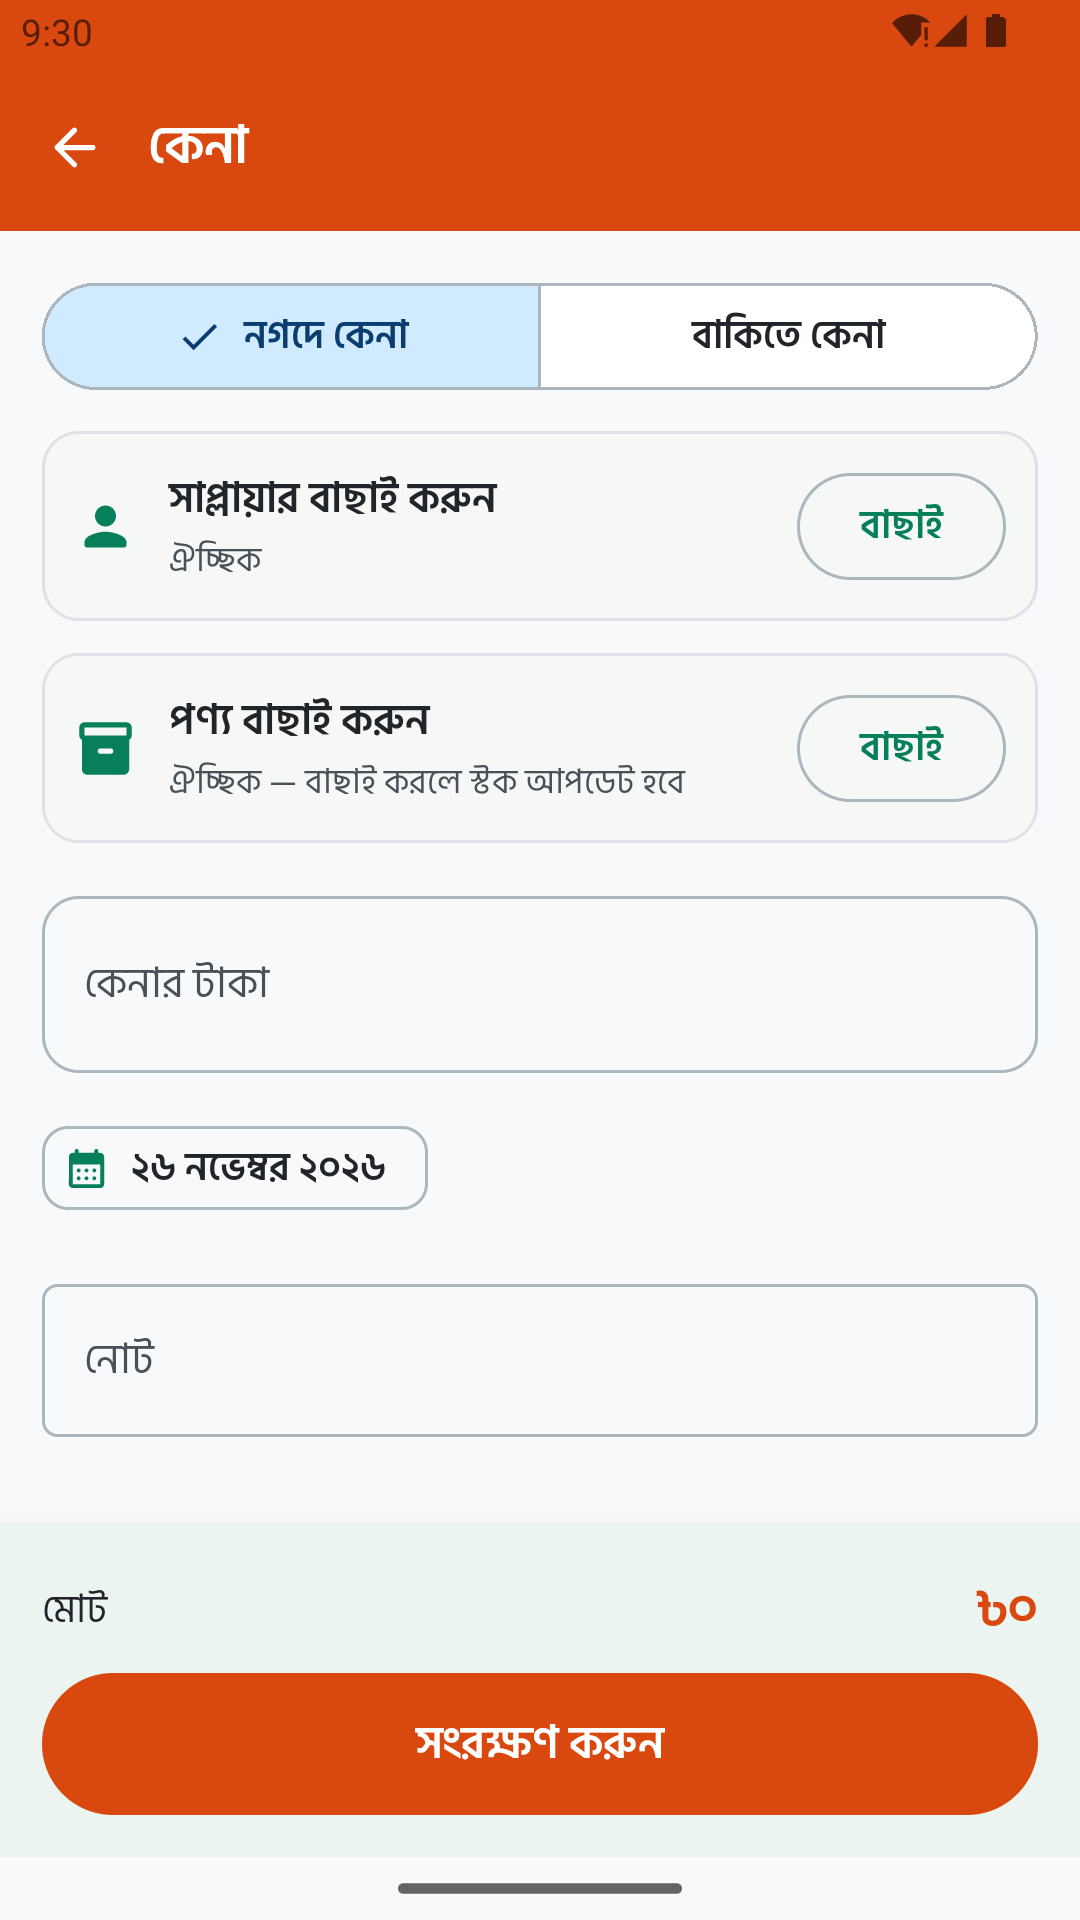 9:30
কেনা
নগদে কেনা
বাকিতে কেনা
সাপ্লায়ার বাছাই করুন
ঐচ্ছিক
বাছাই
পণ্য বাছাই করুন
ঐচ্ছিক — বাছাই করলে স্টক আপডেট হবে
বাছাই
কেনার টাকা
২৬ নভেম্বর ২০২৬
নোট
মোট
৳০
সংরক্ষণ করুন